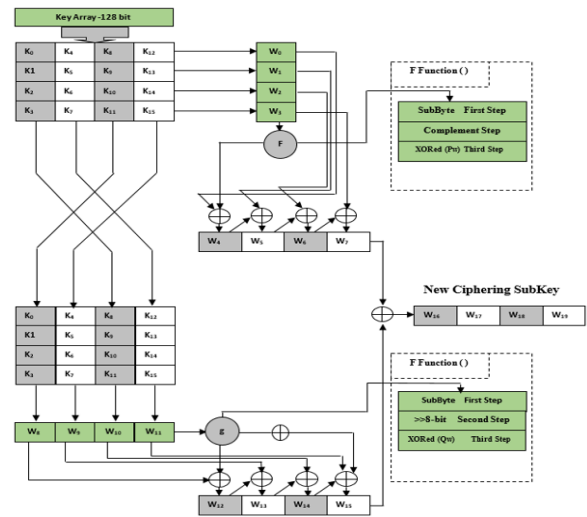 Key Array -128 bit
K0 K4 K8 K12
K1 K5 K9 K13
K2 K6 K10 K14
K3 K7 K11 K15
W0
W1
W2
W3
F
F Function ( )
SubByte First Step
Complement Step
XORed (Pu) Third Step
W4 W5 W6 W7
New Ciphering SubKey
W16 W17 W18 W19
K0 K4 K8 K12
K1 K5 K9 K13
K2 K6 K10 K14
K3 K7 K11 K15
W8 W9 W10 W11
g
F Function ( )
SubByte First Step
>>8-bit Second Step
XORed (Qu) Third Step
W12 W13 W14 W15